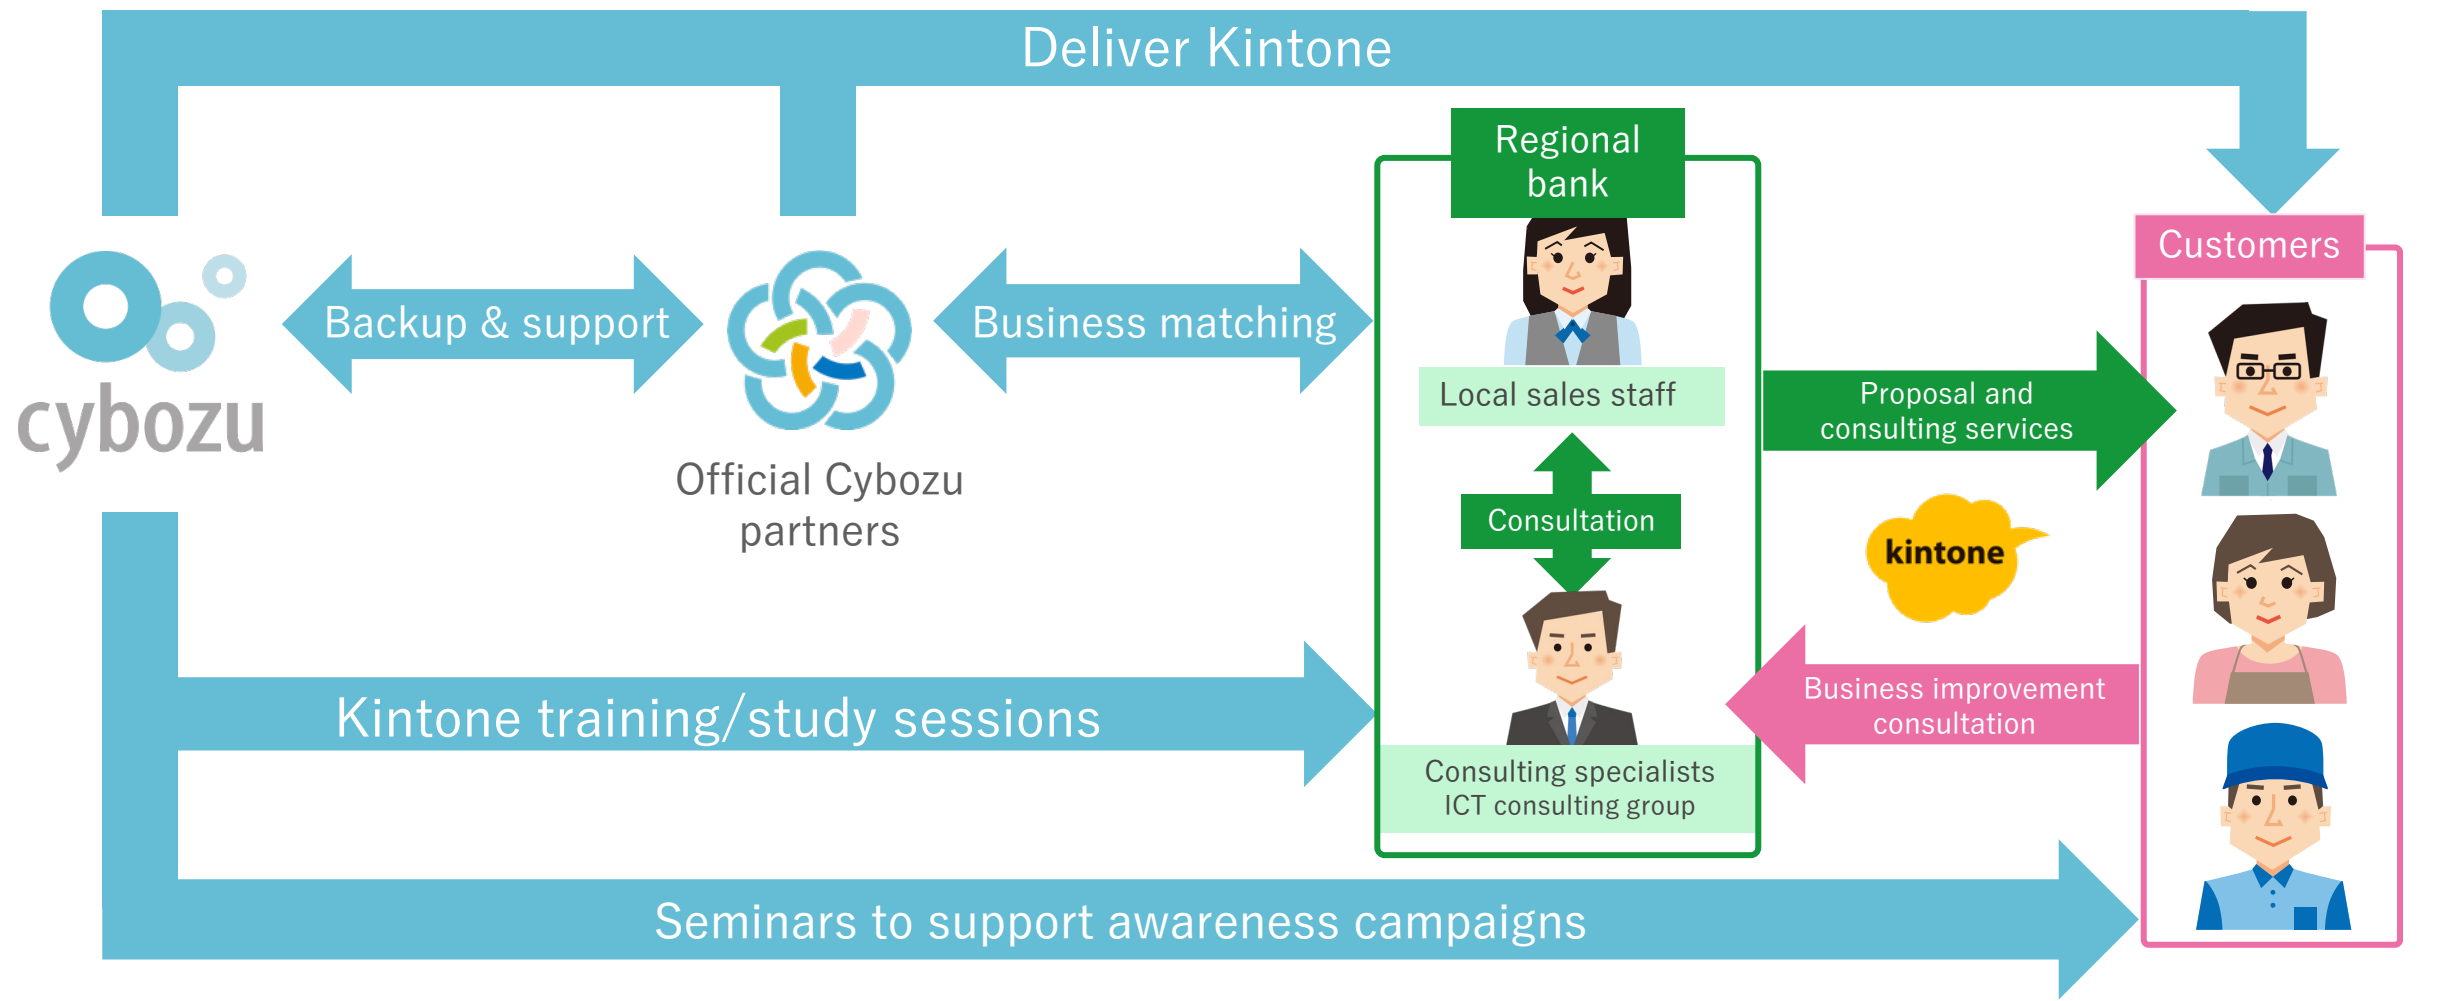 Deliver Kintone
Regional
bank
Customers
cybozu
Backup & support
Official Cybozu
partners
Business matching
Local sales staff
Consultation
Proposal and
consulting services
kintone
Business improvement
consultation
Kintone training/study sessions
Consulting specialists
ICT consulting group
Seminars to support awareness campaigns